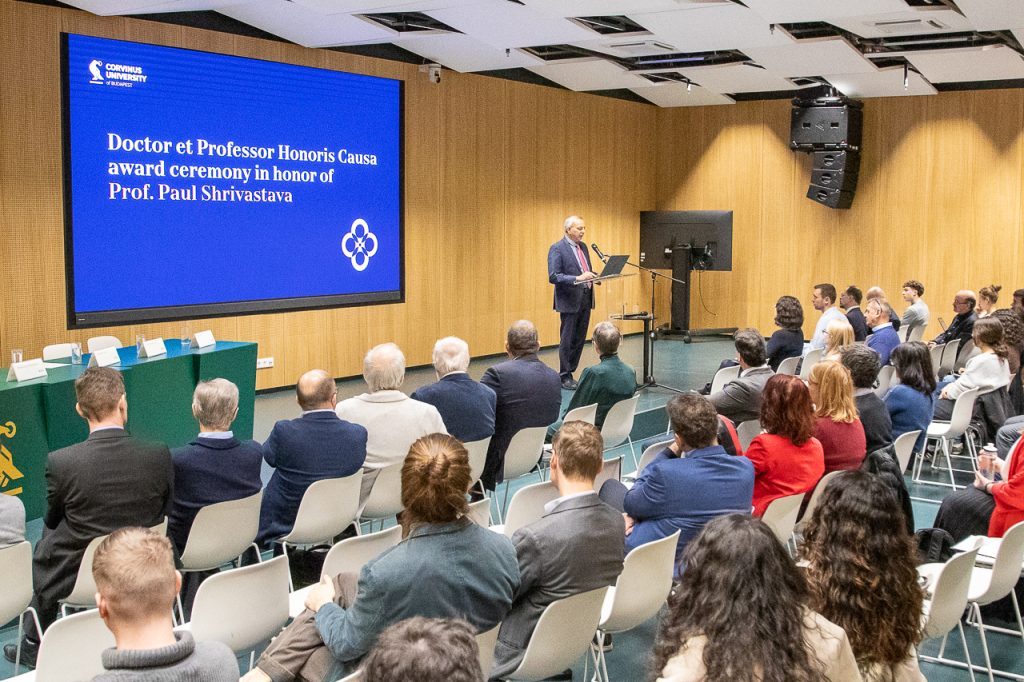 CORVINUS
UNIVERSITY
of BUDAPEST
Doctor et Professor Honoris Causa
award ceremony in honor of
Prof. Paul Shrivastava